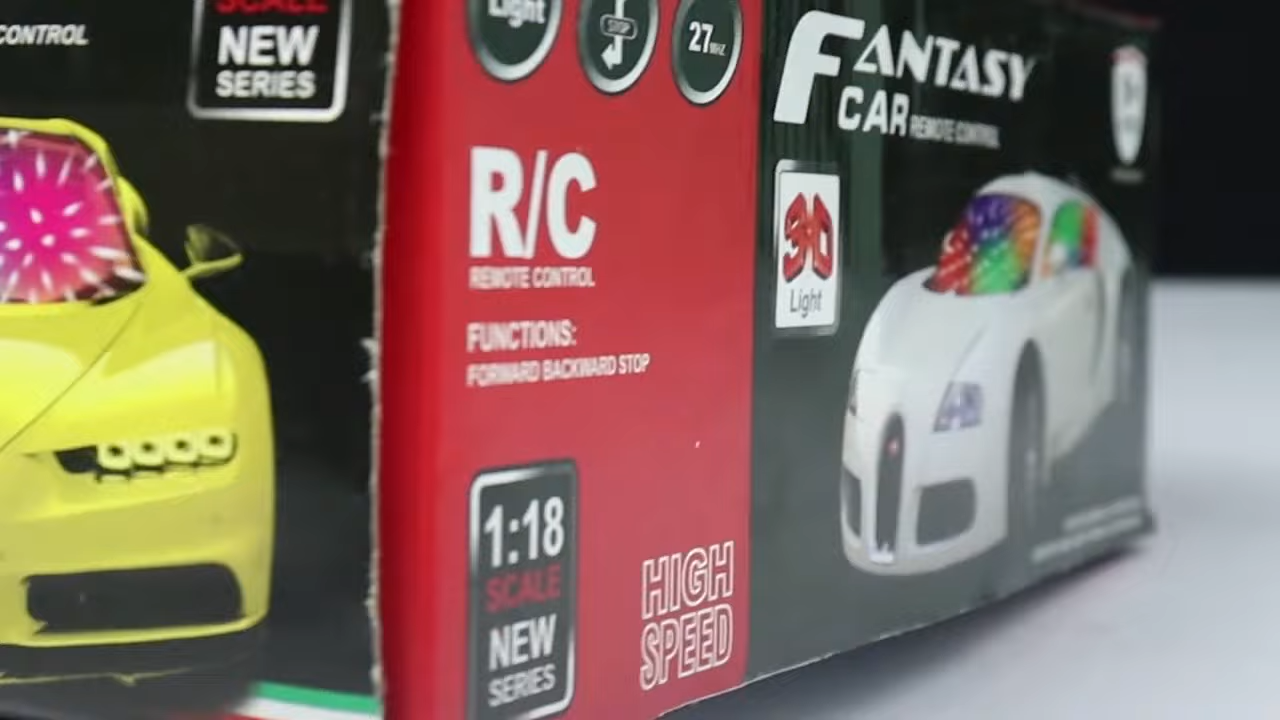 CONTROL
SCALE
NEW
SERIES
Light
STOP
27MHZ
R/C
REMOTE CONTROL
FUNCTIONS:
FORWARD BACKWARD STOP
1:18
SCALE
NEW
SERIES
HIGH
SPEED
FANTASY
CAR REMOTE CONTROL
3D
Light